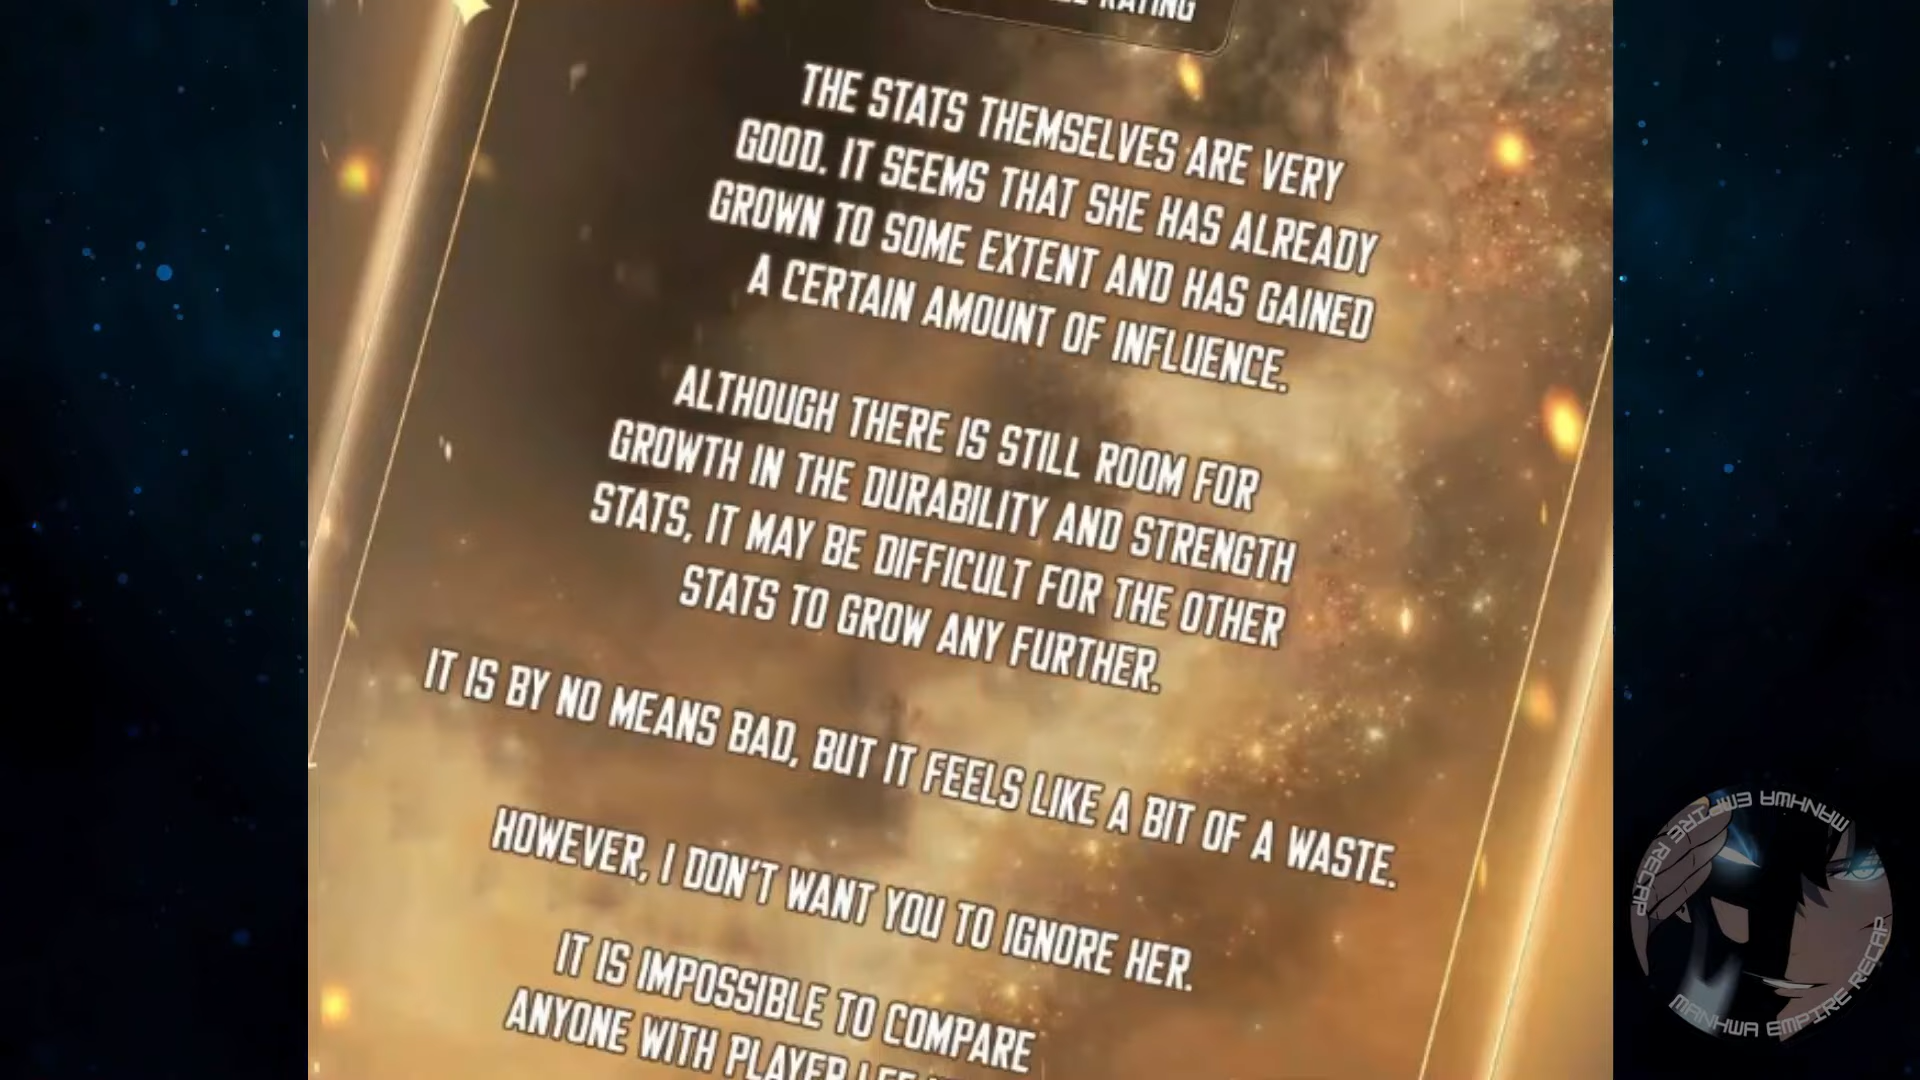 RATING
THE STATS THEMSELVES ARE VERY
GOOD. IT SEEMS THAT SHE HAS ALREADY
GROWN TO SOME EXTENT AND HAS GAINED
A CERTAIN AMOUNT OF INFLUENCE.
ALTHOUGH THERE IS STILL ROOM FOR
GROWTH IN THE DURABILITY AND STRENGTH
STATS, IT MAY BE DIFFICULT FOR THE OTHER
STATS TO GROW ANY FURTHER.
IT IS BY NO MEANS BAD, BUT IT FEELS LIKE A BIT OF A WASTE.
HOWEVER, I DON'T WANT YOU TO IGNORE HER.
IT IS IMPOSSIBLE TO COMPARE
ANYONE WITH PLAYER LEE
MANHWA EMPIRE RECAP
MANHWA EMPIRE RECAP